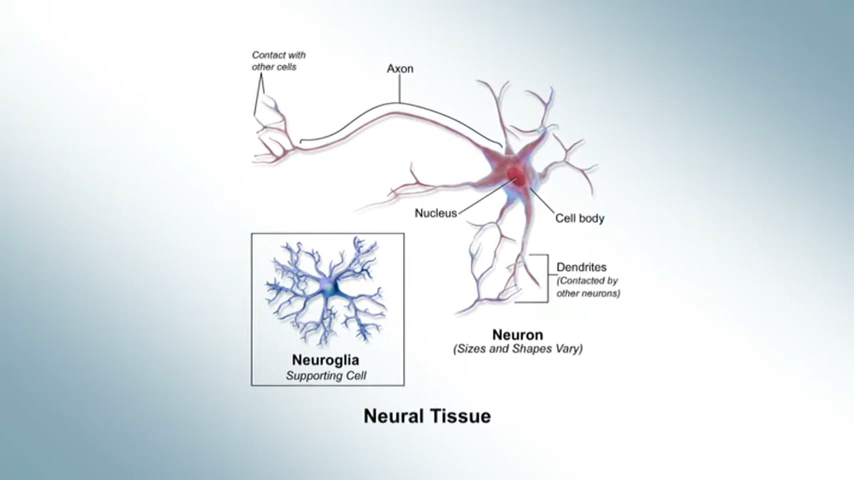 Contact with
other cells
Axon
Nucleus
Cell body
Dendrites
(Contacted by
other neurons)
Neuron
(Sizes and Shapes Vary)
Neuroglia
Supporting Cell
Neural Tissue